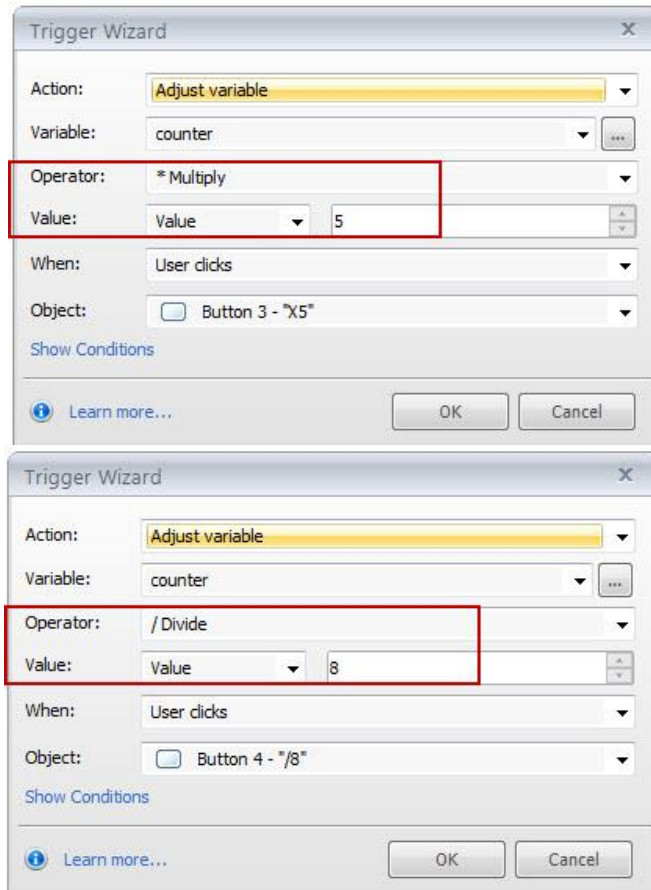 Trigger Wizard X
Action: Adjust variable
Variable: counter ...
Operator: * Multiply
Value: Value 5
When: User clicks
Object: Button 3 - "X5"
Show Conditions
Learn more... OK Cancel
Trigger Wizard X
Action: Adjust variable
Variable: counter ...
Operator: / Divide
Value: Value 8
When: User clicks
Object: Button 4 - "/8"
Show Conditions
Learn more... OK Cancel